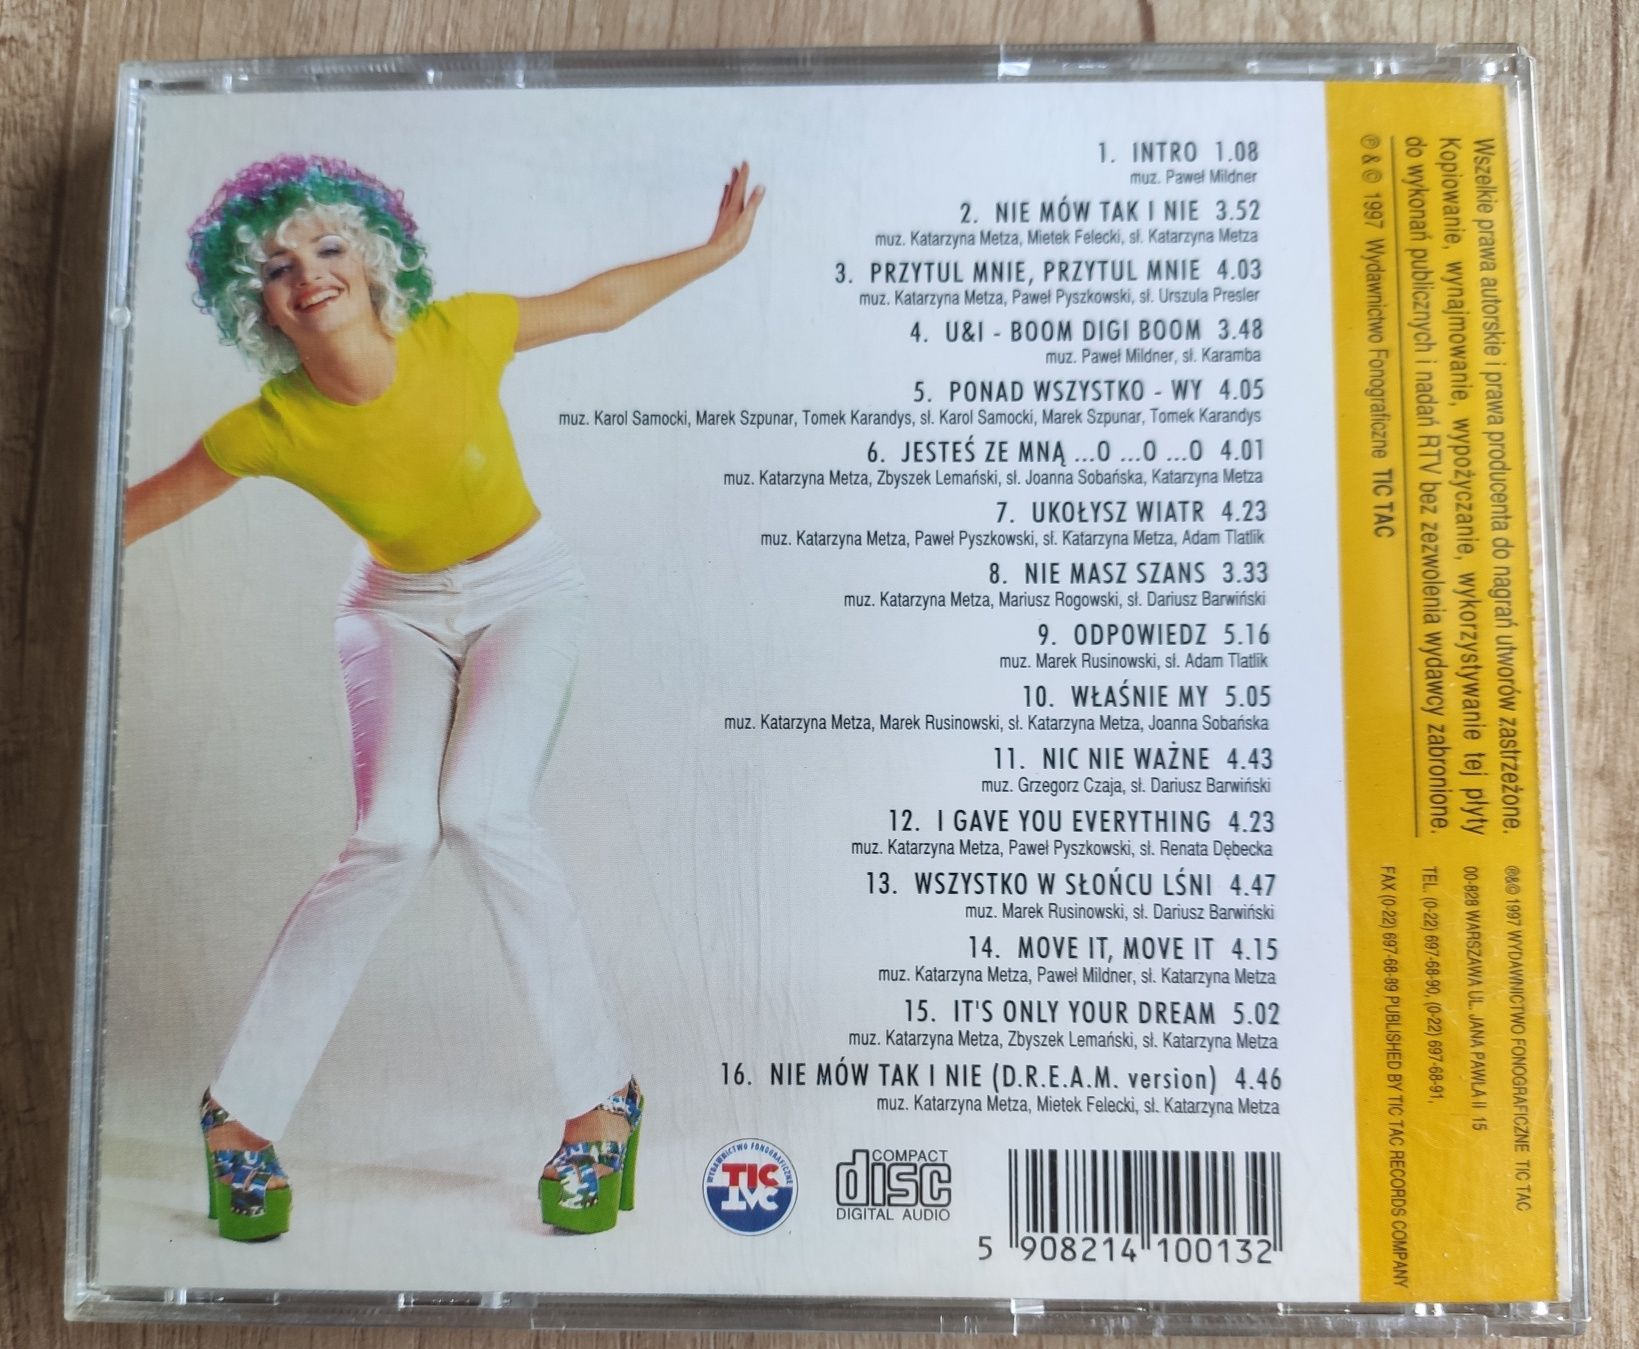 1. INTRO 1.08
muz. Paweł Mildner
2. NIE MÓW TAK I NIE 3.52
muz. Katarzyna Metza, Mietek Felecki, sł. Katarzyna Metza
3. PRZYTUL MNIE, PRZYTUL MNIE 4.03
muz. Katarzyna Metza, Paweł Pyszkowski, sł. Urszula Presler
4. U&I - BOOM DIGI BOOM 3.48
muz. Paweł Mildner, sł. Karamba
5. PONAD WSZYSTKO - WY 4.05
muz. Karol Samocki, Marek Szpunar, Tomek Karandys, sł. Karol Samocki, Marek Szpunar, Tomek Karandys
6. JESTEŚ ZE MNĄ ...O ...O ...O 4.01
muz. Katarzyna Metza, Zbyszek Lemański, sł. Joanna Sobańska, Katarzyna Metza
7. UKOŁYSZ WIATR 4.23
muz. Katarzyna Metza, Paweł Pyszkowski, sł. Katarzyna Metza, Adam Tlatlik
8. NIE MASZ SZANS 3.33
muz. Katarzyna Metza, Mariusz Rogowski, sł. Dariusz Barwiński
9. ODPOWIEDZ 5.16
muz. Marek Rusinowski, sł. Adam Tlatlik
10. WŁAŚNIE MY 5.05
muz. Katarzyna Metza, Marek Rusinowski, sł. Katarzyna Metza, Joanna Sobańska
11. NIC NIE WAŻNE 4.43
muz. Grzegorz Czaja, sł. Dariusz Barwiński
12. I GAVE YOU EVERYTHING 4.23
muz. Katarzyna Metza, Paweł Pyszkowski, sł. Renata Dębecka
13. WSZYSTKO W SŁOŃCU LŚNI 4.47
muz. Marek Rusinowski, sł. Dariusz Barwiński
14. MOVE IT, MOVE IT 4.15
muz. Katarzyna Metza, Paweł Mildner, sł. Katarzyna Metza
15. IT'S ONLY YOUR DREAM 5.02
muz. Katarzyna Metza, Zbyszek Lemański, sł. Katarzyna Metza
16. NIE MÓW TAK I NIE (D.R.E.A.M. version) 4.46
muz. Katarzyna Metza, Mietek Felecki, sł. Katarzyna Metza
WYDAWNICTWO FONOGRAFICZNE
TIC
TAC
COMPACT
disc
DIGITAL AUDIO
5 908214 100132
Wszelkie prawa autorskie i prawa producenta do nagrań utworów zastrzeżone.
Kopiowanie, wynajmowanie, wypożyczanie, wykorzystywanie tej płyty
do wykonań publicznych i nadań RTV bez zezwolenia wydawcy zabronione.
℗&© 1997 Wydawnictwo Fonograficzne TIC TAC
℗&© 1997 WYDAWNICTWO FONOGRAFICZNE TIC TAC
00-828 WARSZAWA UL. JANA PAWŁA II 15
TEL. (0-22) 697-68-90, (0-22) 697-68-91,
FAX (0-22) 697-68-89 PUBLISHED BY TIC TAC RECORDS COMPANY